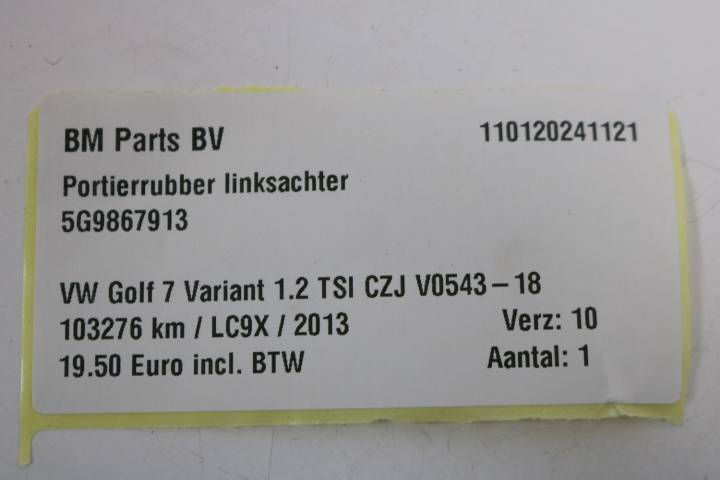 BM Parts BV 110120241121
Portierrubber linksachter
5G9867913
VW Golf 7 Variant 1.2 TSI CZJ V0543-18
103276 km / LC9X / 2013 Verz: 10
19.50 Euro incl. BTW Aantal: 1